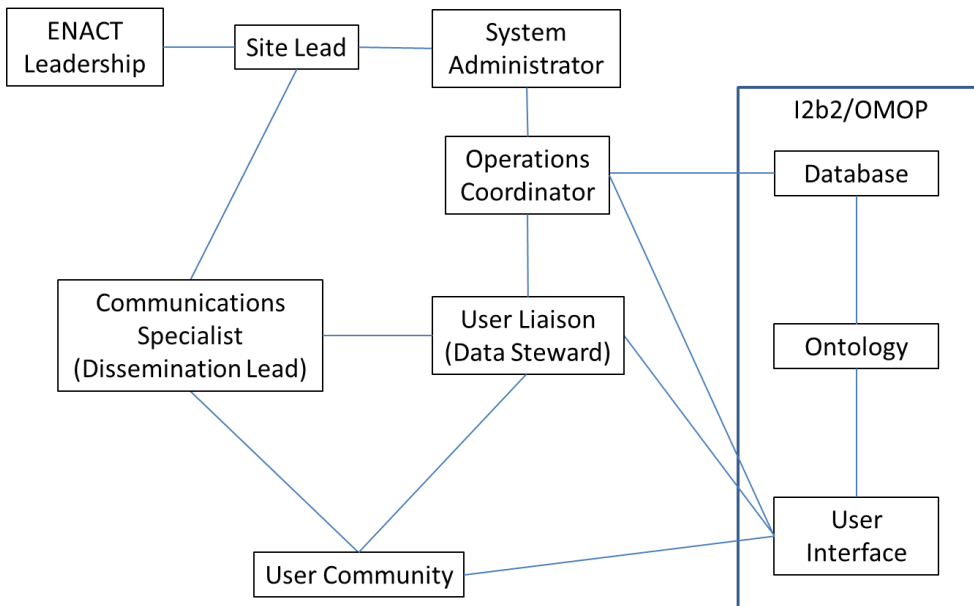 ENACT
Leadership
Site Lead
System
Administrator
I2b2/OMOP
Operations
Coordinator
Database
Communications
Specialist
(Dissemination Lead)
User Liaison
(Data Steward)
Ontology
User
Interface
User Community